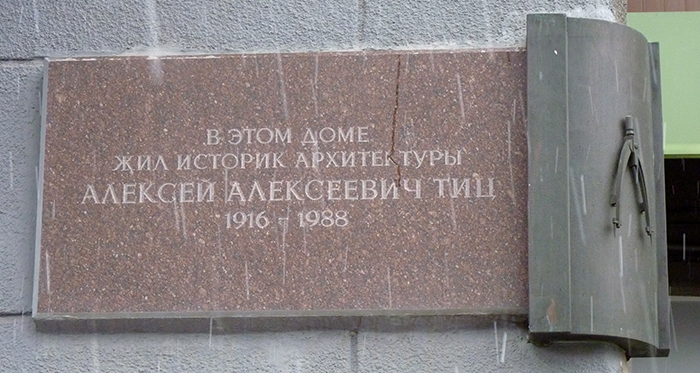 В ЭТОМ ДОМЕ
ЖИЛ ИСТОРИК АРХИТЕКТУРЫ
АЛЕКСЕЙ АЛЕКСЕЕВИЧ ТИЦ
1916 - 1988